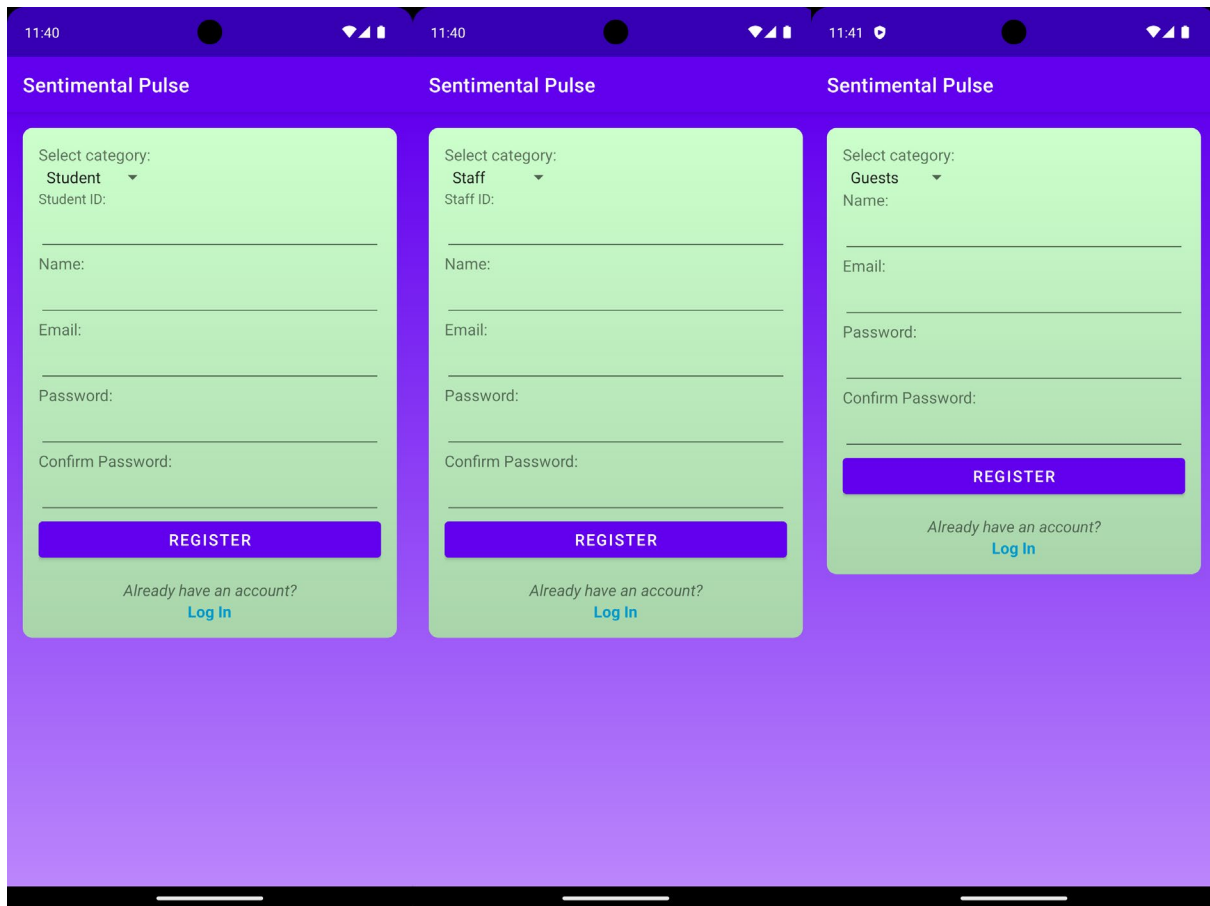 11:40
Sentimental Pulse
Select category:
Student
Student ID:
Name:
Email:
Password:
Confirm Password:
REGISTER
Already have an account?
Log In
11:40
Sentimental Pulse
Select category:
Staff
Staff ID:
Name:
Email:
Password:
Confirm Password:
REGISTER
Already have an account?
Log In
11:41
Sentimental Pulse
Select category:
Guests
Name:
Email:
Password:
Confirm Password:
REGISTER
Already have an account?
Log In